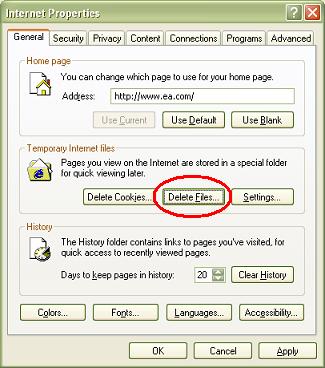 Internet Properties
General Security Privacy Content Connections Programs Advanced
Home page
You can change which page to use for your home page.
Address: http://www.ea.com/
Use Current Use Default Use Blank
Temporary Internet files
Pages you view on the Internet are stored in a special folder
for quick viewing later.
Delete Cookies... Delete Files... Settings...
History
The History folder contains links to pages you've visited, for
quick access to recently viewed pages.
Days to keep pages in history: 20 Clear History
Colors... Fonts... Languages... Accessibility...
OK Cancel Apply